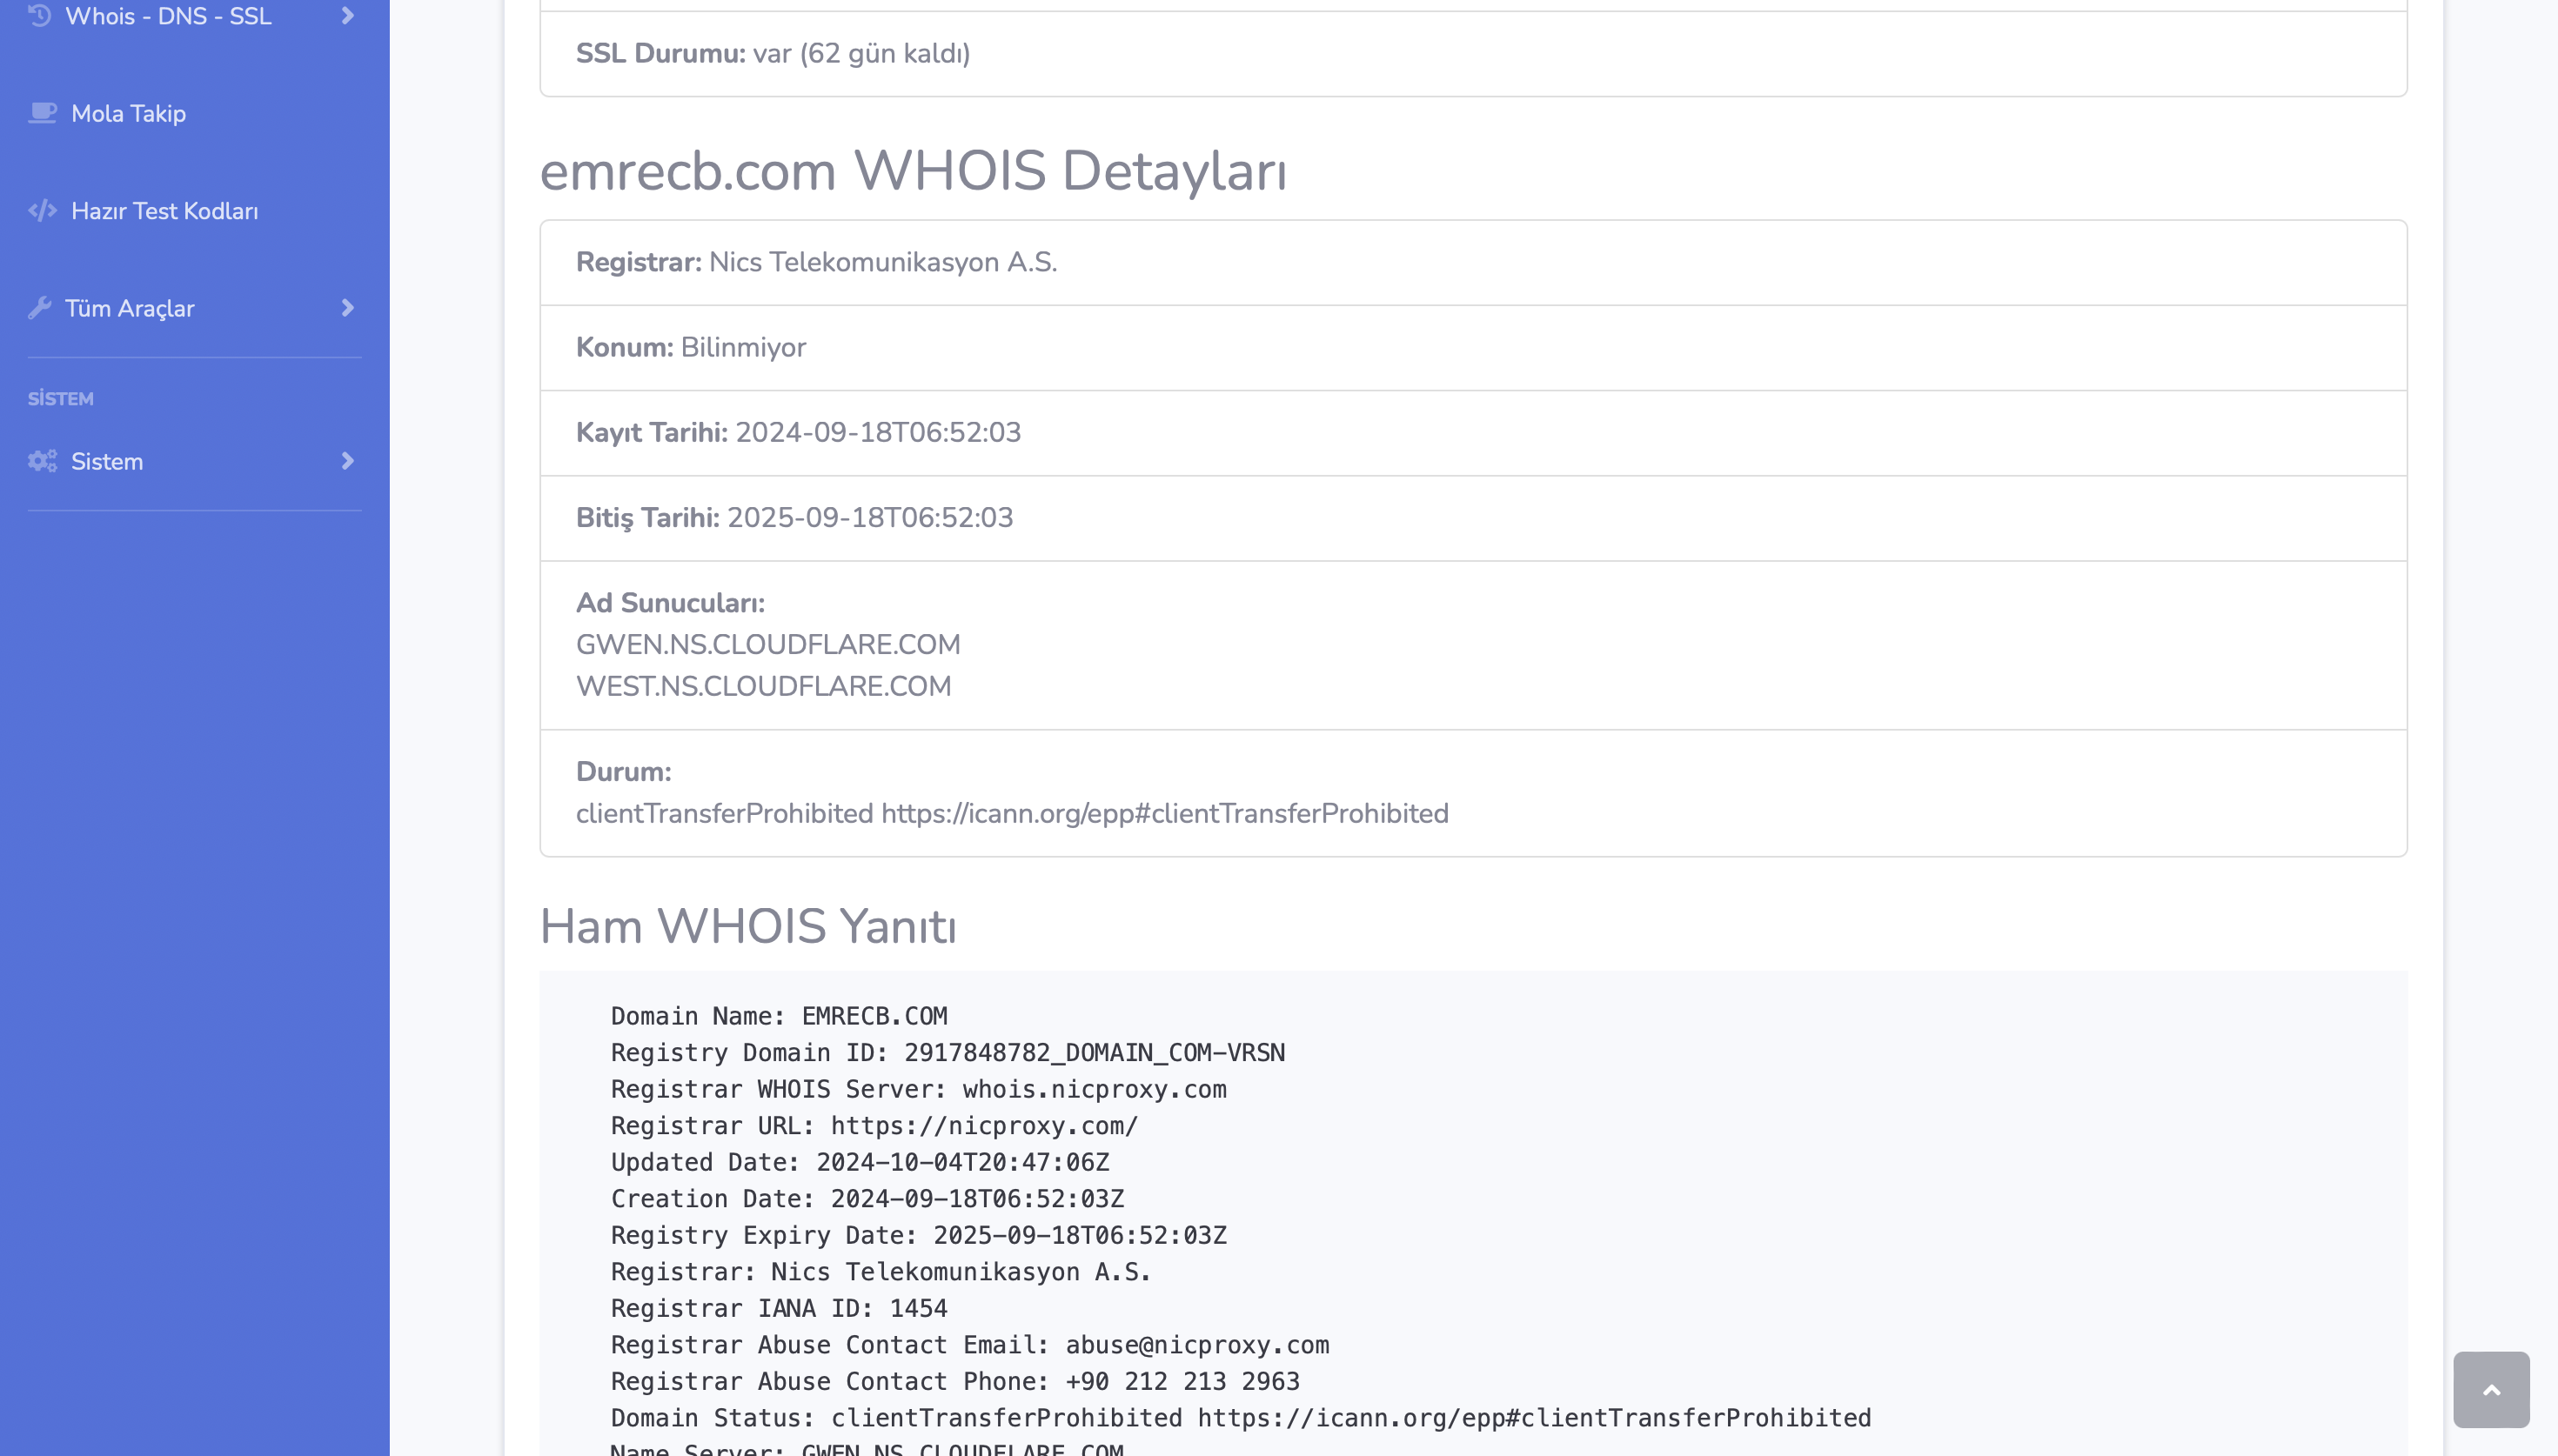 Whois - DNS - SSL
Mola Takip
Hazır Test Kodları
Tüm Araçlar
SİSTEM
Sistem
SSL Durumu: var (62 gün kaldı)
emrecb.com WHOIS Detayları
Registrar: Nics Telekomunikasyon A.S.
Konum: Bilinmiyor
Kayıt Tarihi: 2024-09-18T06:52:03
Bitiş Tarihi: 2025-09-18T06:52:03
Ad Sunucuları:
GWEN.NS.CLOUDFLARE.COM
WEST.NS.CLOUDFLARE.COM
Durum:
clientTransferProhibited https://icann.org/epp#clientTransferProhibited
Ham WHOIS Yanıtı
Domain Name: EMRECB.COM
Registry Domain ID: 2917848782_DOMAIN_COM-VRSN
Registrar WHOIS Server: whois.nicproxy.com
Registrar URL: https://nicproxy.com/
Updated Date: 2024-10-04T20:47:06Z
Creation Date: 2024-09-18T06:52:03Z
Registry Expiry Date: 2025-09-18T06:52:03Z
Registrar: Nics Telekomunikasyon A.S.
Registrar IANA ID: 1454
Registrar Abuse Contact Email: abuse@nicproxy.com
Registrar Abuse Contact Phone: +90 212 213 2963
Domain Status: clientTransferProhibited https://icann.org/epp#clientTransferProhibited
Name Server: GWEN.NS.CLOUDFLARE.COM